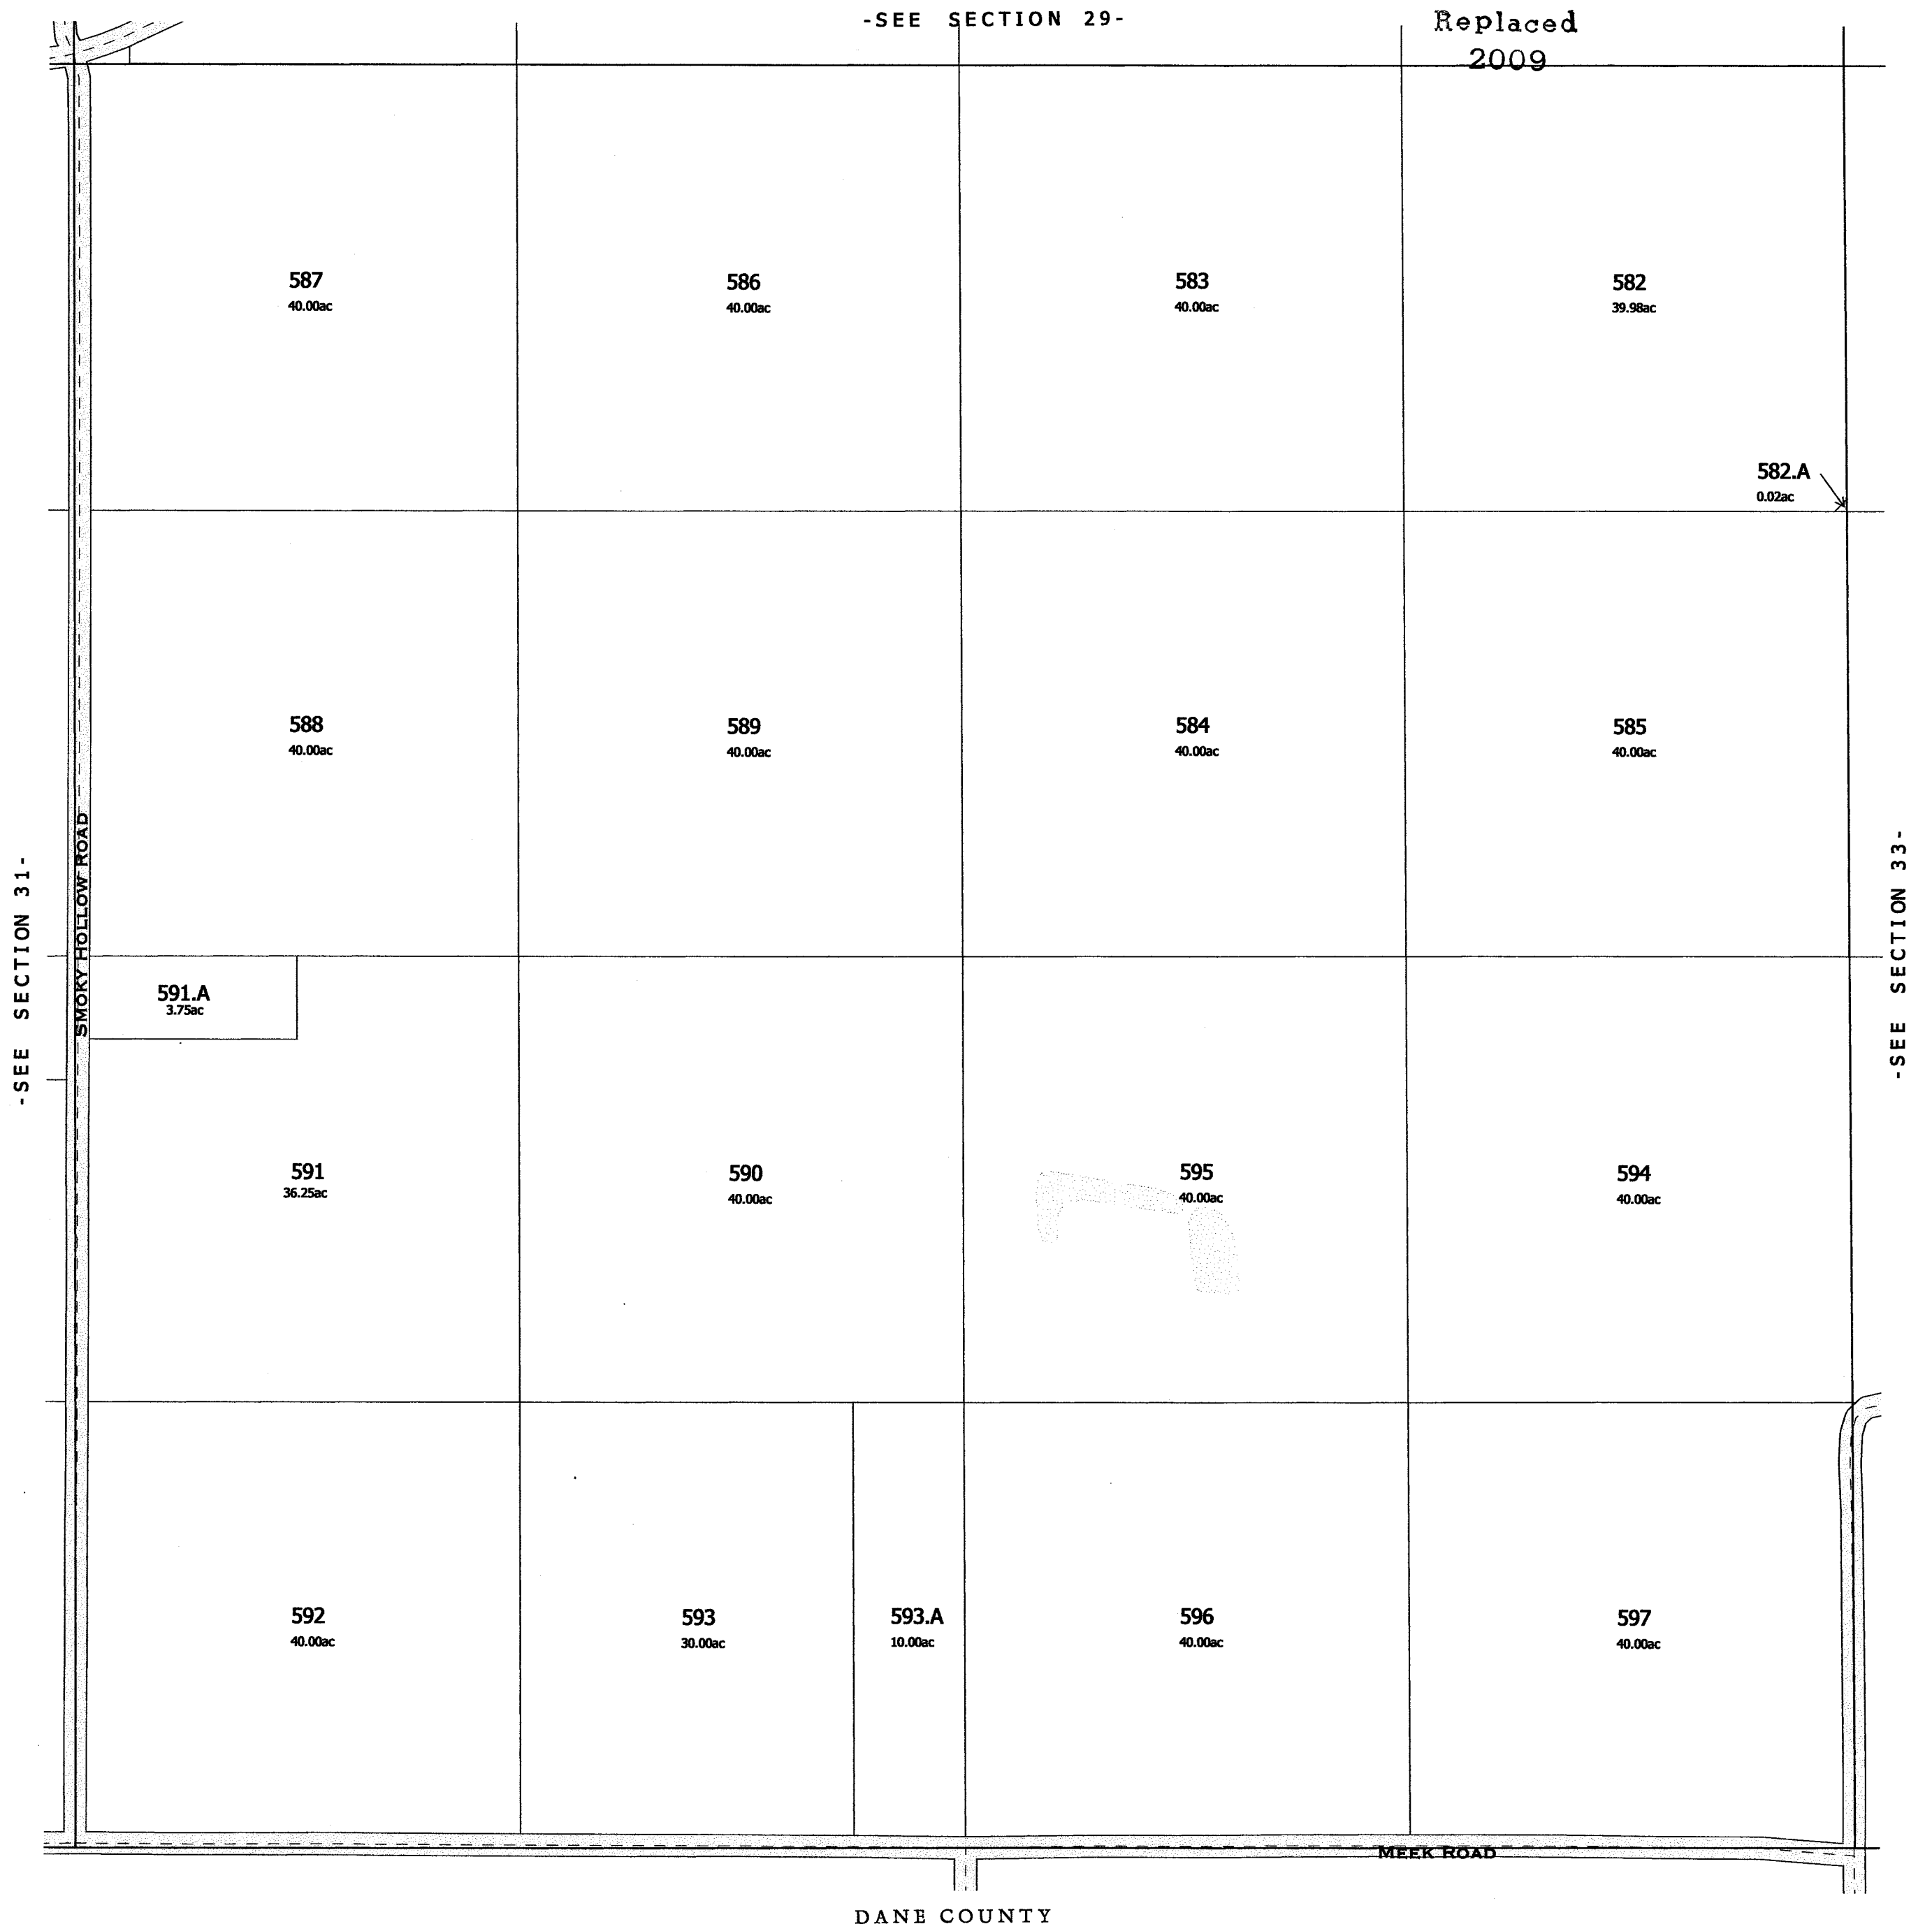 -SEE SECTION 29-
Replaced
2009
587
40.00ac
586
40.00ac
583
40.00ac
582
39.98ac
582.A
0.02ac
588
40.00ac
589
40.00ac
584
40.00ac
585
40.00ac
-SEE SECTION 31-
SMOKY HOLLOW ROAD
-SEE SECTION 33-
591.A
3.75ac
591
36.25ac
590
40.00ac
595
40.00ac
594
40.00ac
592
40.00ac
593
30.00ac
593.A
10.00ac
596
40.00ac
597
40.00ac
MEEK ROAD
DANE COUNTY